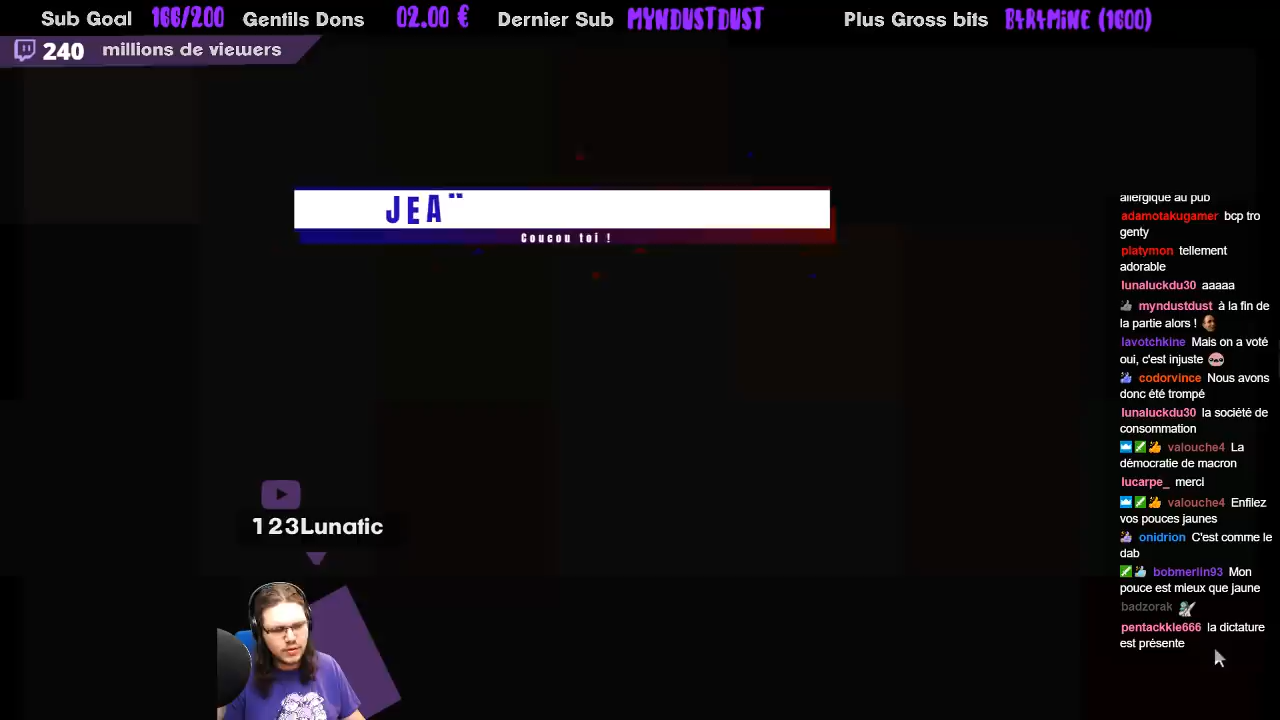 Sub Goal 166/200 Gentils Dons 02.00 € Dernier Sub MYNDUSTDUST Plus Gross bits B4R4MINE (1600)
240 millions de viewers
JEA¨
Coucou toi !
allergique au pub
adamotakugamer bcp tro
genty
platymon tellement
adorable
lunaluckdu30 aaaaa
myndustdust à la fin de
la partie alors !
lavotchkine Mais on a voté
oui, c'est injuste
codorvince Nous avons
donc été trompé
lunaluckdu30 la société de
consommation
valouche4 La
démocratie de macron
lucarpe_ merci
valouche4 Enfilez
vos pouces jaunes
onidrion C'est comme le
dab
bobmerlin93 Mon
pouce est mieux que jaune
badzorak
pentackkle666 la dictature
est présente
123Lunatic